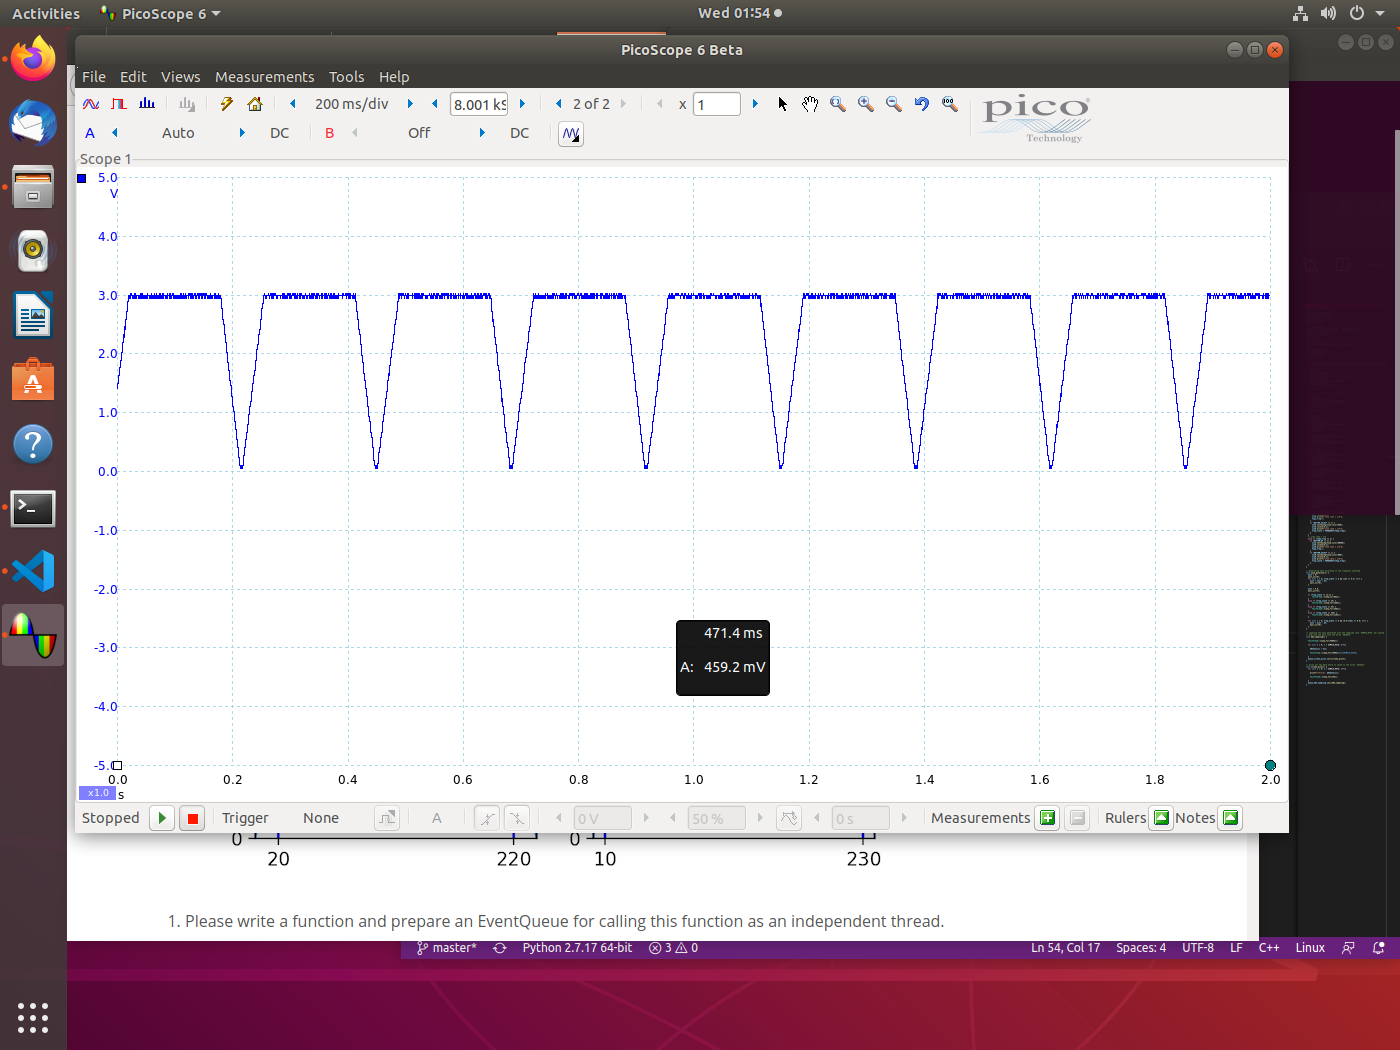 Activities PicoScope 6 Wed 01:54
PicoScope 6 Beta
File Edit Views Measurements Tools Help
200 ms/div 8.001 kS 2 of 2 x 1
pico
Technology
A Auto DC B Off DC
Scope 1
5.0
V
4.0
3.0
2.0
1.0
0.0
-1.0
-2.0
-3.0
-4.0
-5.0
471.4 ms
A: 459.2 mV
0.0 0.2 0.4 0.6 0.8 1.0 1.2 1.4 1.6 1.8 2.0
x1.0 s
Stopped Trigger None A 0 V 50 % 0 s Measurements Rulers Notes
0 0
20 220 10 230
1. Please write a function and prepare an EventQueue for calling this function as an independent thread.
master* Python 2.7.17 64-bit 3 0 Ln 54, Col 17 Spaces: 4 UTF-8 LF C++ Linux